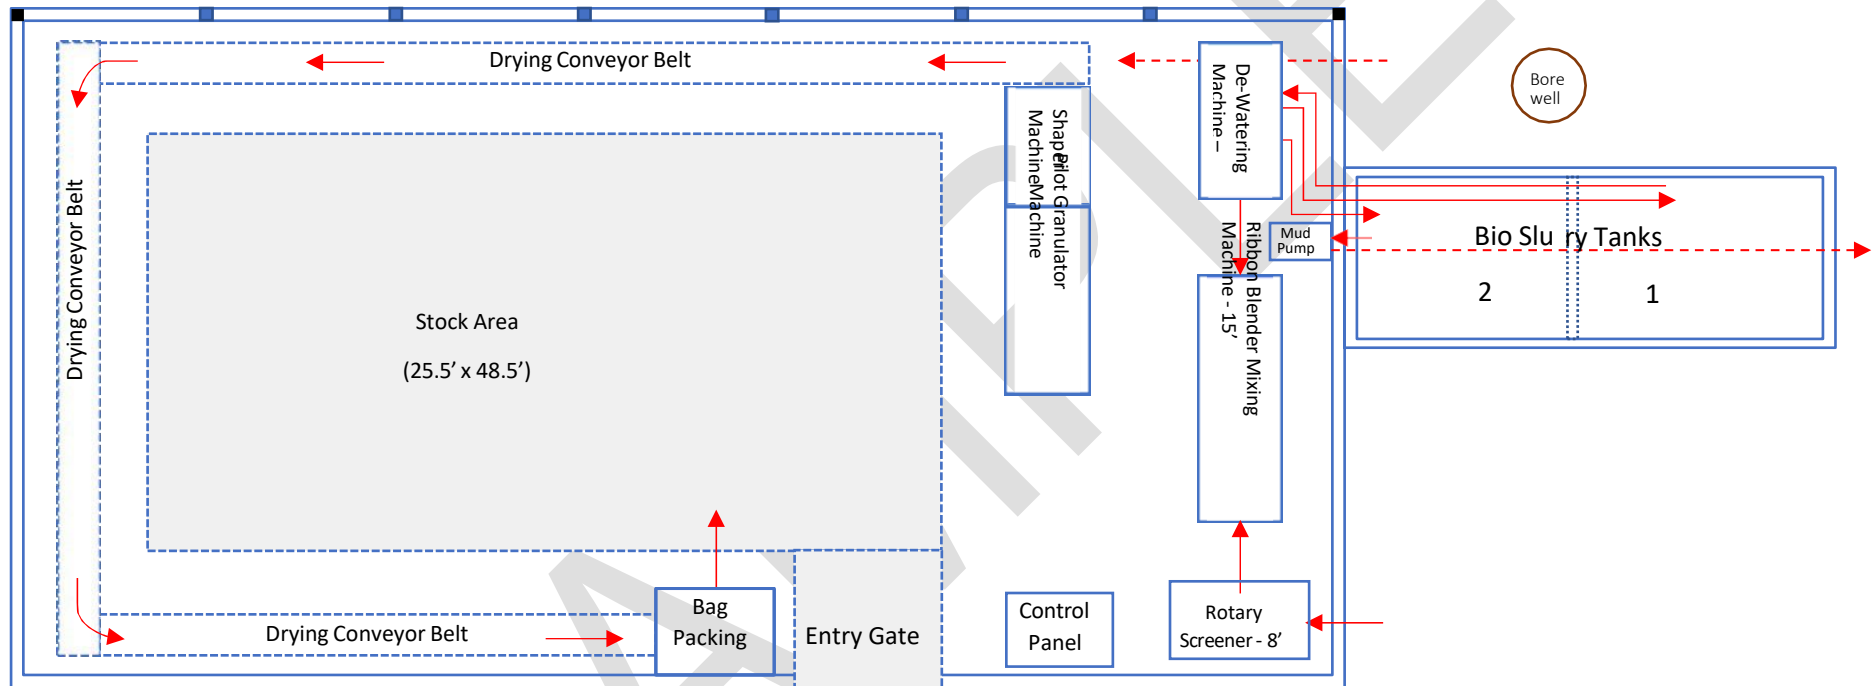 Drying Conveyor Belt
De-Watering
Machine –
Bore
well
Shaper
Machine
Pilot Granulator
Machine
Drying Conveyor Belt
Ribbon Blender Mixing
Machine - 15’
Mud
Pump
Bio Slu ry Tanks
2
1
Stock Area
(25.5’ x 48.5’)
Bag
Packing
Drying Conveyor Belt
Entry Gate
Control
Panel
Rotary
Screener - 8’